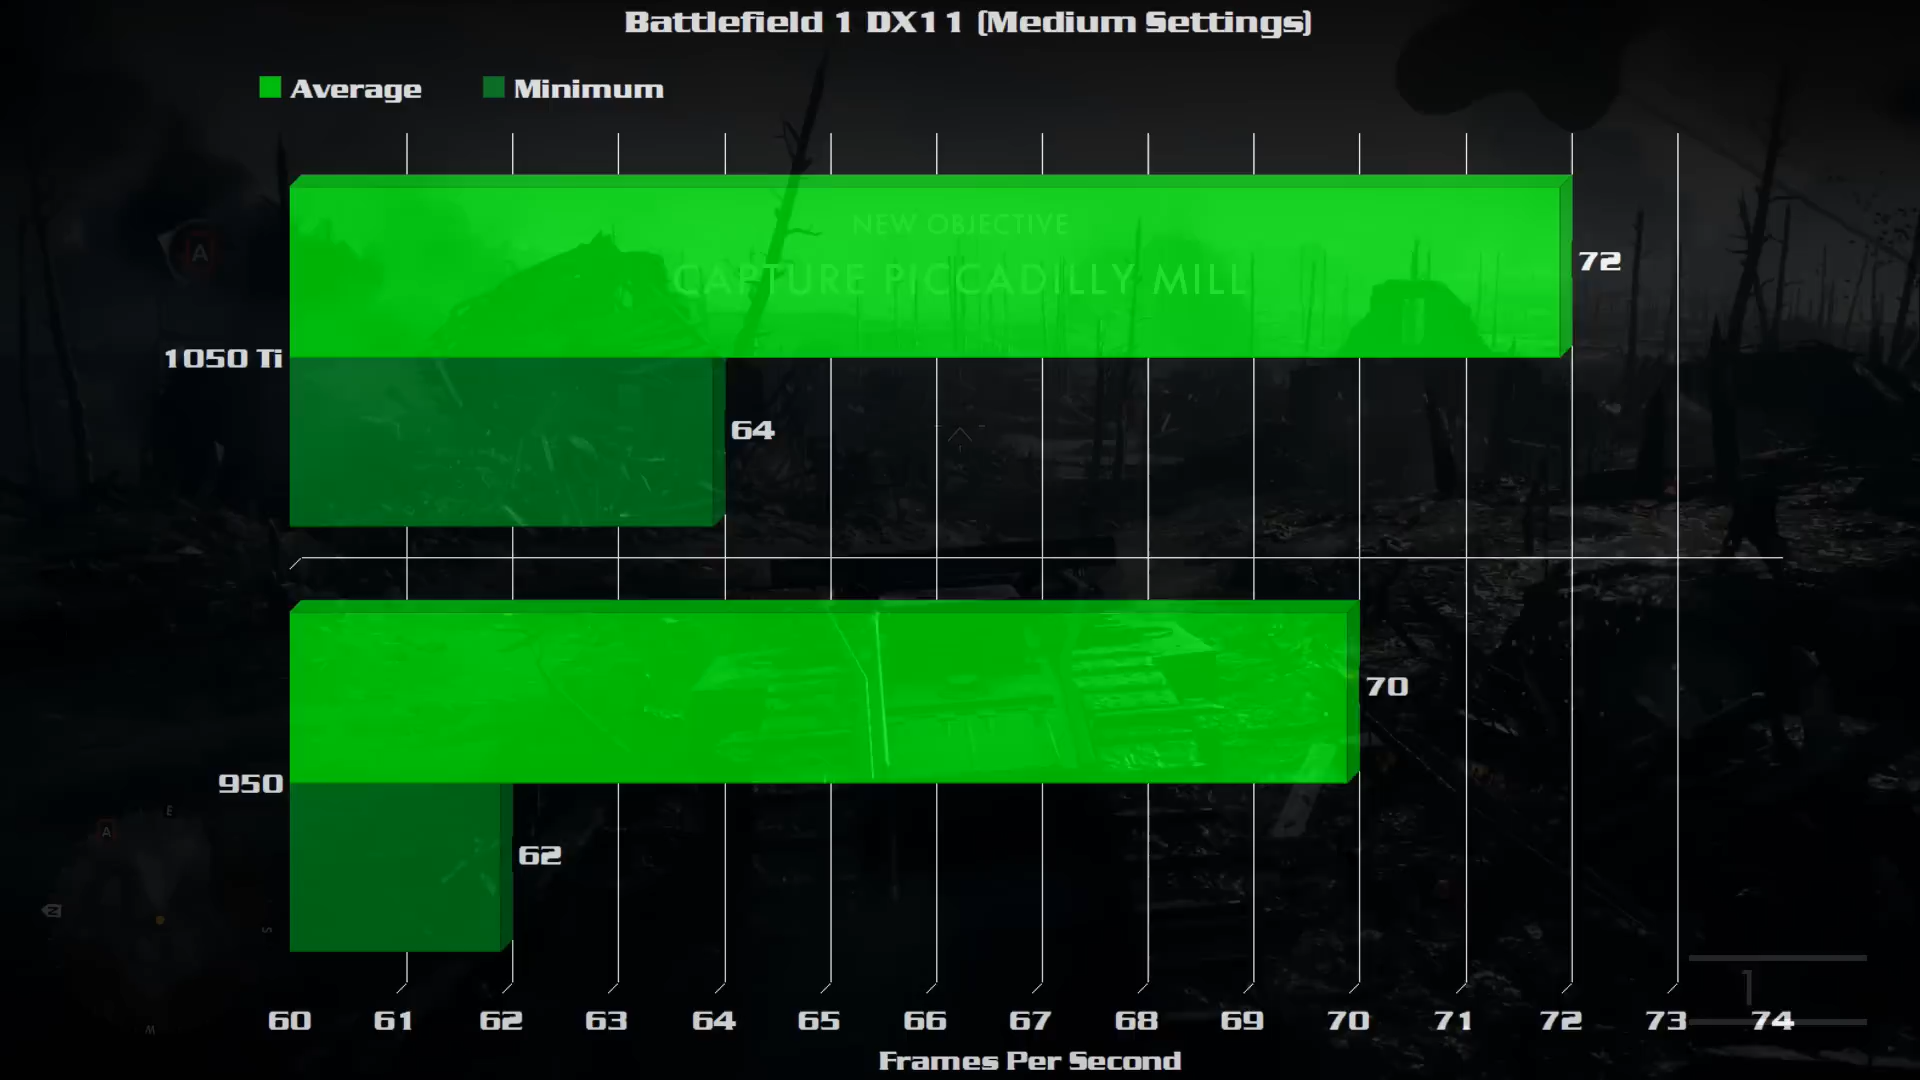 Battlefield 1 DX11 (Medium Settings)
Average
Minimum
NEW OBJECTIVE
A
72
CAPTURE PICCADILLY MILL
1050 Ti
64
70
950
E
A
62
N
S
1
W
60 61 62 63 64 65 66 67 68 69 70 71 72 73 74
Frames Per Second